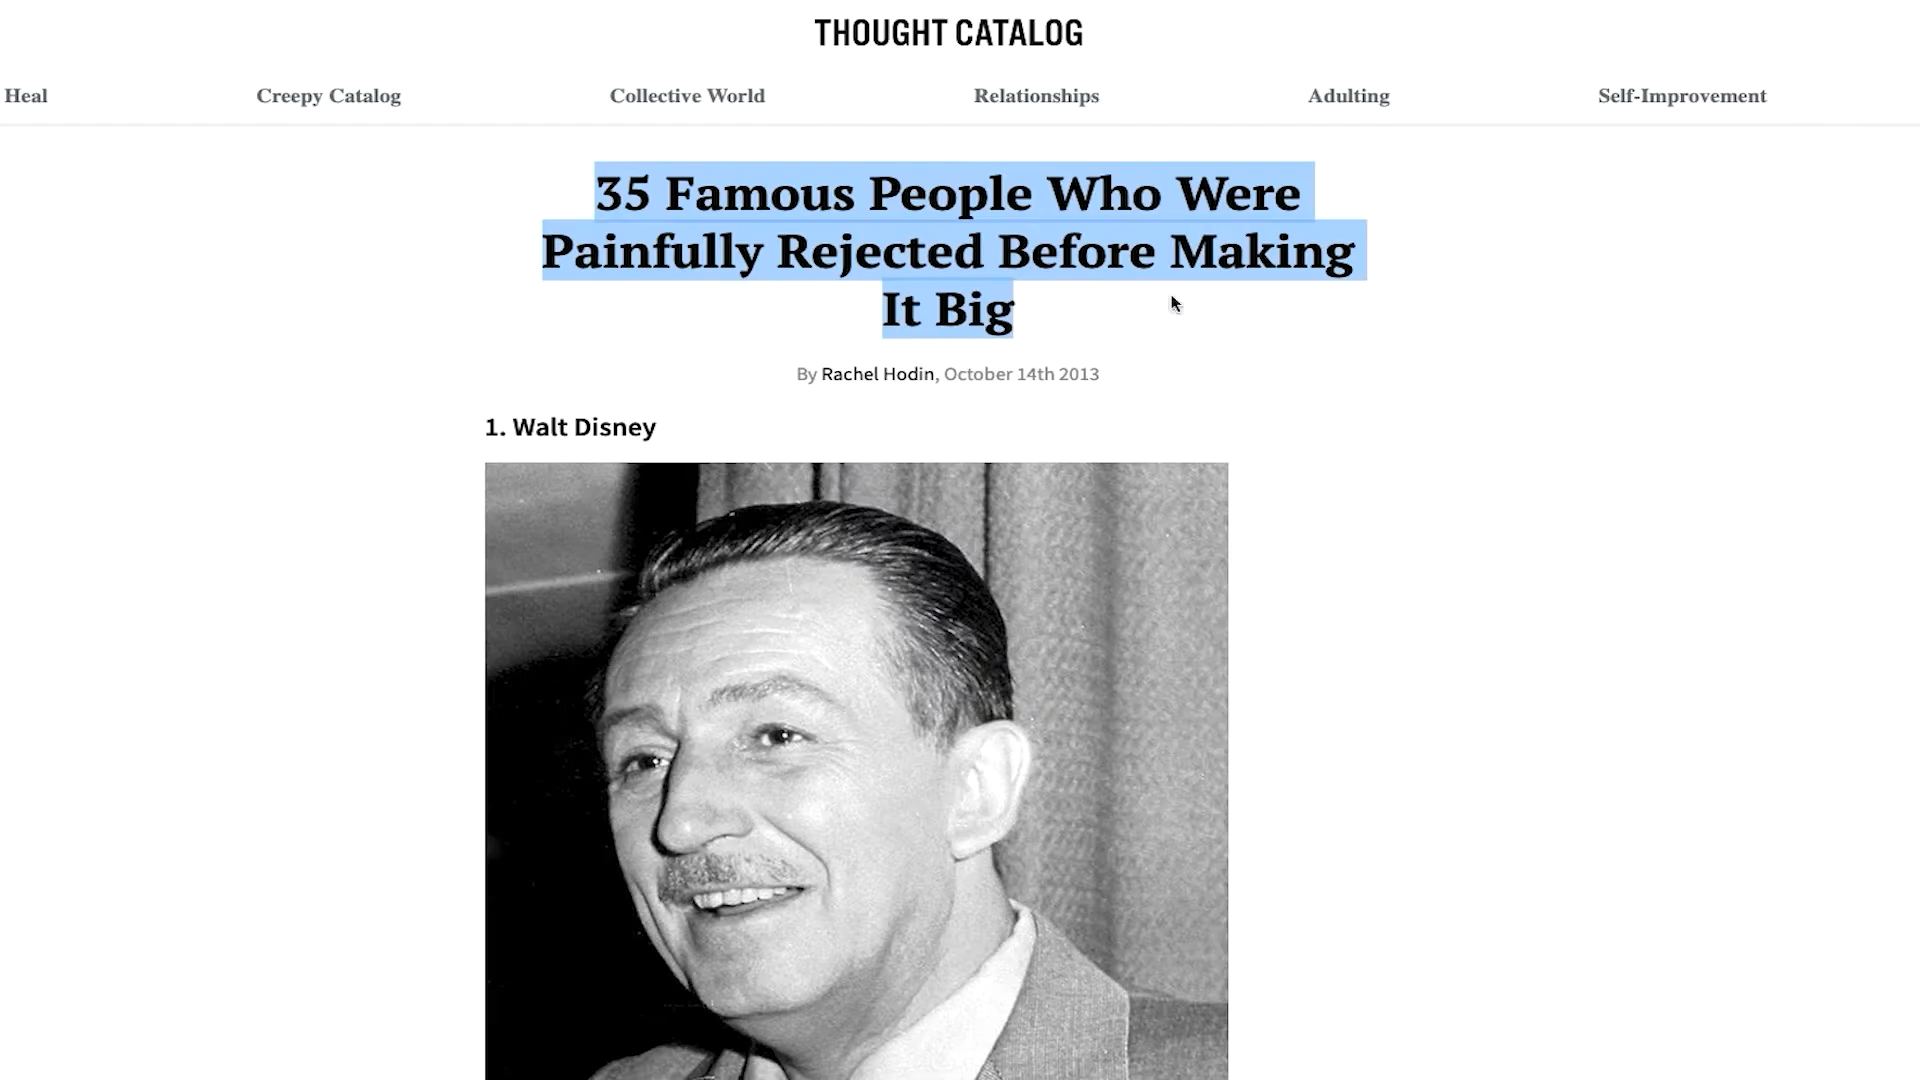 THOUGHT CATALOG
Heal Creepy Catalog Collective World Relationships Adulting Self-Improvement
35 Famous People Who Were
Painfully Rejected Before Making
It Big
By Rachel Hodin, October 14th 2013
1. Walt Disney